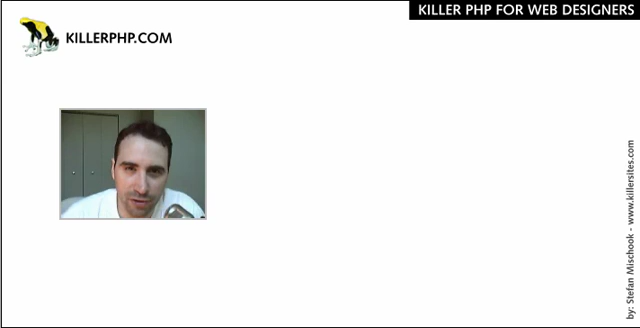 KILLER PHP FOR WEB DESIGNERS
KILLERPHP.COM
by: Stefan Mischook - www.killersites.com